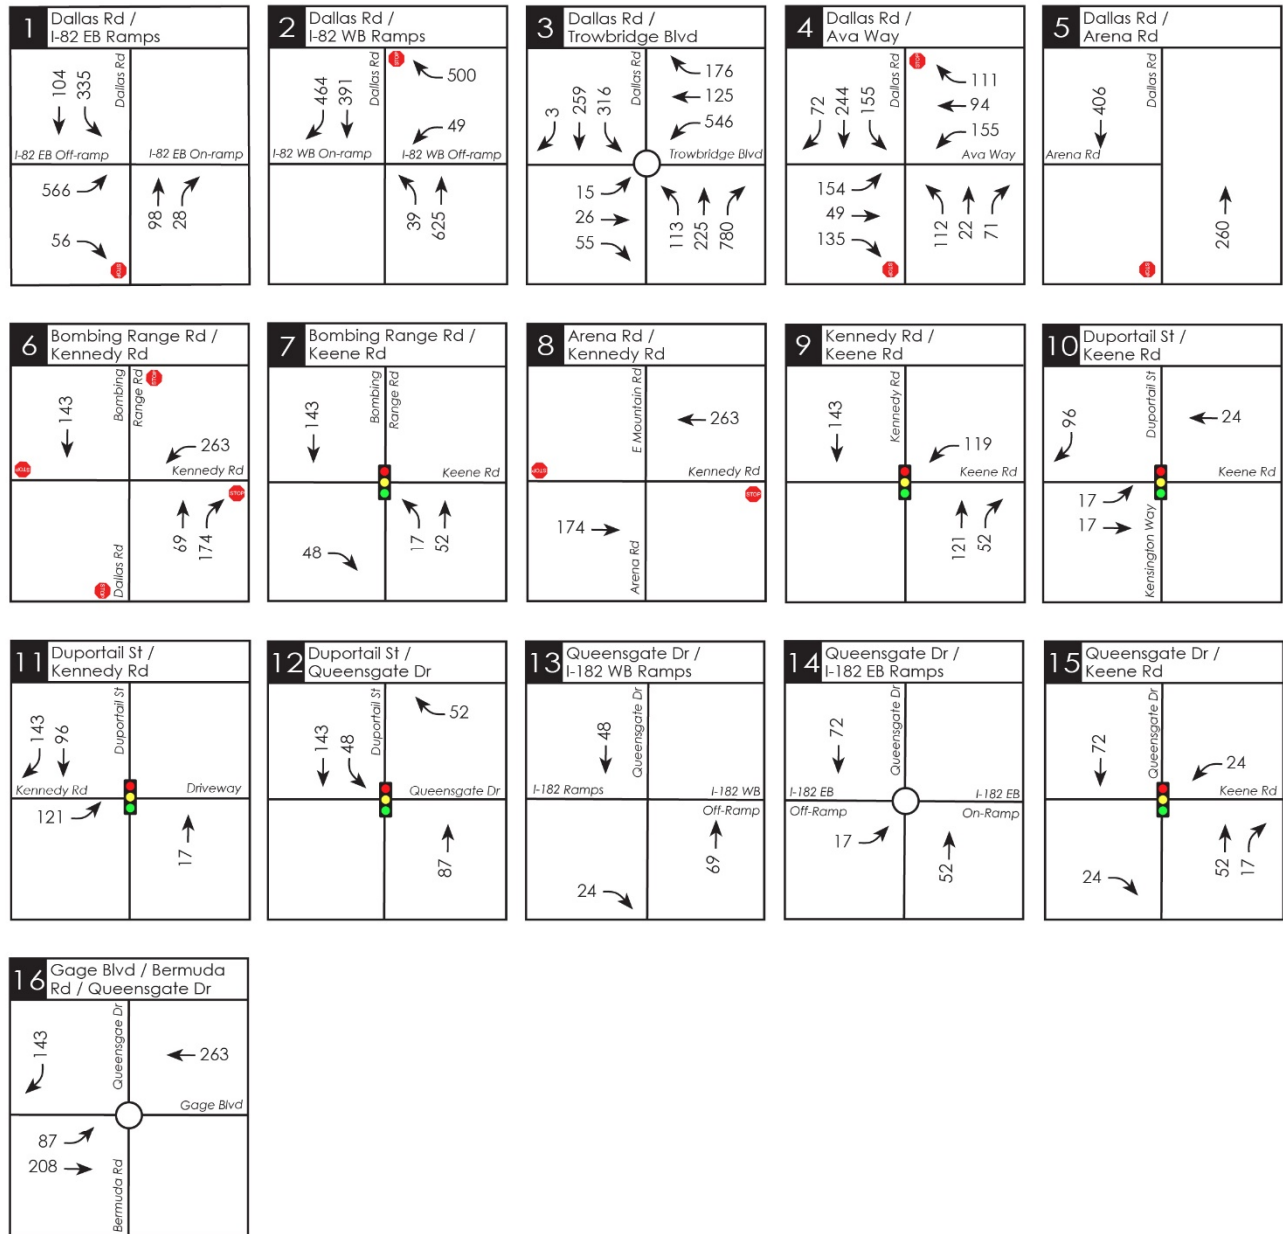 1
Dallas Rd /
I-82 EB Ramps
104
335
Dallas Rd
I-82 EB Off-ramp
I-82 EB On-ramp
566
56
98
28
STOP
2
Dallas Rd /
I-82 WB Ramps
464
391
Dallas Rd
STOP
500
49
I-82 WB On-ramp
I-82 WB Off-ramp
39
625
3
Dallas Rd /
Trowbridge Blvd
3
259
316
Dallas Rd
176
125
546
Trowbridge Blvd
15
26
55
113
225
780
4
Dallas Rd /
Ava Way
72
244
155
Dallas Rd
STOP
111
94
155
Ava Way
154
49
135
STOP
112
22
71
5
Dallas Rd /
Arena Rd
406
Dallas Rd
Arena Rd
260
STOP
6
Bombing Range Rd /
Kennedy Rd
143
Bombing
Range Rd
STOP
263
Kennedy Rd
STOP
69
174
STOP
Dallas Rd
STOP
7
Bombing Range Rd /
Keene Rd
143
Bombing
Range Rd
Keene Rd
48
17
52
8
Arena Rd /
Kennedy Rd
E Mountain Rd
263
STOP
Kennedy Rd
STOP
174
Arena Rd
9
Kennedy Rd /
Keene Rd
143
Kennedy Rd
119
Keene Rd
121
52
10
Duportail St /
Keene Rd
96
Duportail St
24
Keene Rd
17
17
Kensington Way
11
Duportail St /
Kennedy Rd
143
96
Duportail St
Kennedy Rd
Driveway
121
17
12
Duportail St /
Queensgate Dr
143
48
Duportail St
52
Queensgate Dr
87
13
Queensgate Dr /
I-182 WB Ramps
48
Queensgate Dr
I-182 Ramps
I-182 WB
Off-Ramp
24
69
14
Queensgate Dr /
I-182 EB Ramps
72
Queensgate Dr
I-182 EB
Off-Ramp
I-182 EB
On-Ramp
17
52
15
Queensgate Dr /
Keene Rd
72
Queensgate Dr
24
Keene Rd
24
52
17
16
Gage Blvd / Bermuda
Rd / Queensgate Dr
143
Queensgae Dr
263
Gage Blvd
87
208
Bermuda Rd